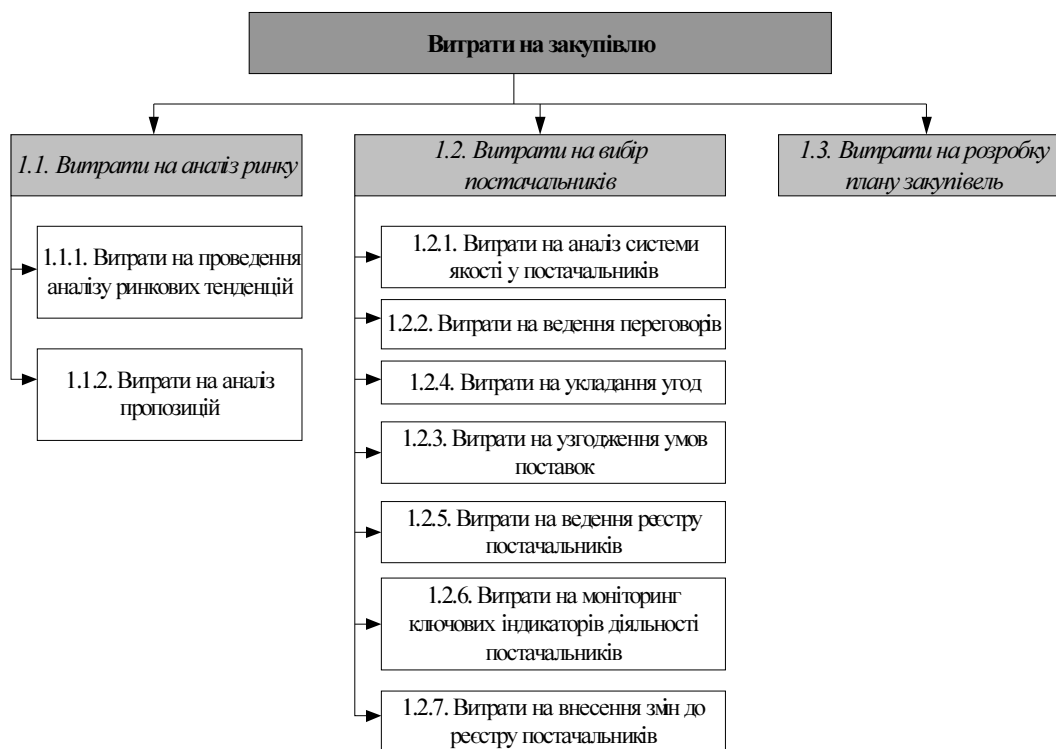 Витрати на закупівлю
1.1. Витрати на аналіз ринку
1.2. Витрати на вибір
постачальників
1.3. Витрати на розробку
плану закупівель
1.1.1. Витрати на проведення
аналізу ринкових тенденцій
1.1.2. Витрати на аналіз
пропозицій
1.2.1. Витрати на аналіз системи
якості у постачальників
1.2.2. Витрати на ведення переговорів
1.2.4. Витрати на укладання угод
1.2.3. Витрати на узгодження умов
поставок
1.2.5. Витрати на ведення реєстру
постачальників
1.2.6. Витрати на моніторинг
ключових індикаторів діяльності
постачальників
1.2.7. Витрати на внесення змін до
реєстру постачальників